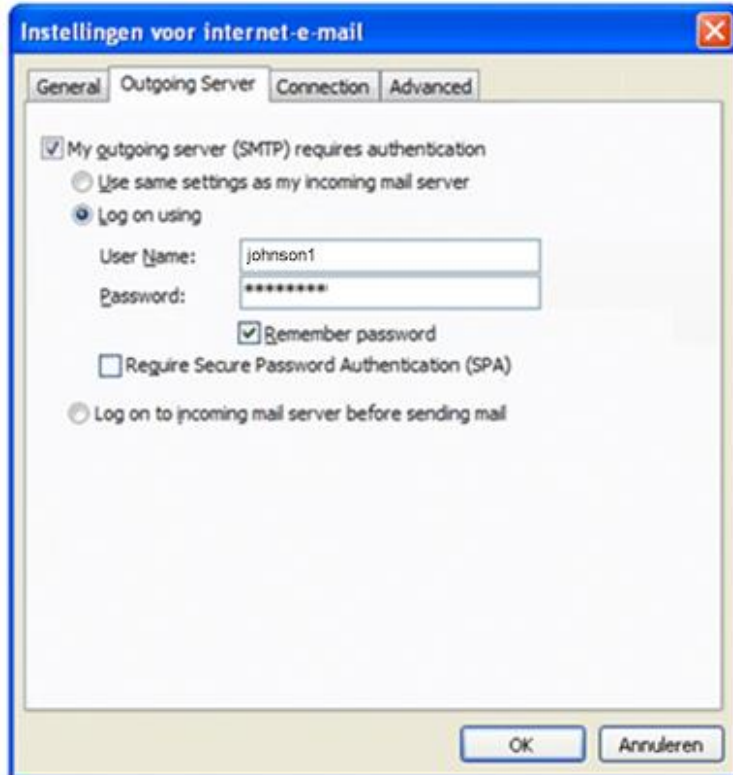 Instellingen voor internet-e-mail
General Outgoing Server Connection Advanced
My outgoing server (SMTP) requires authentication
Use same settings as my incoming mail server
Log on using
User Name: johnson1
Password: *********
Remember password
Require Secure Password Authentication (SPA)
Log on to incoming mail server before sending mail
OK Annuleren